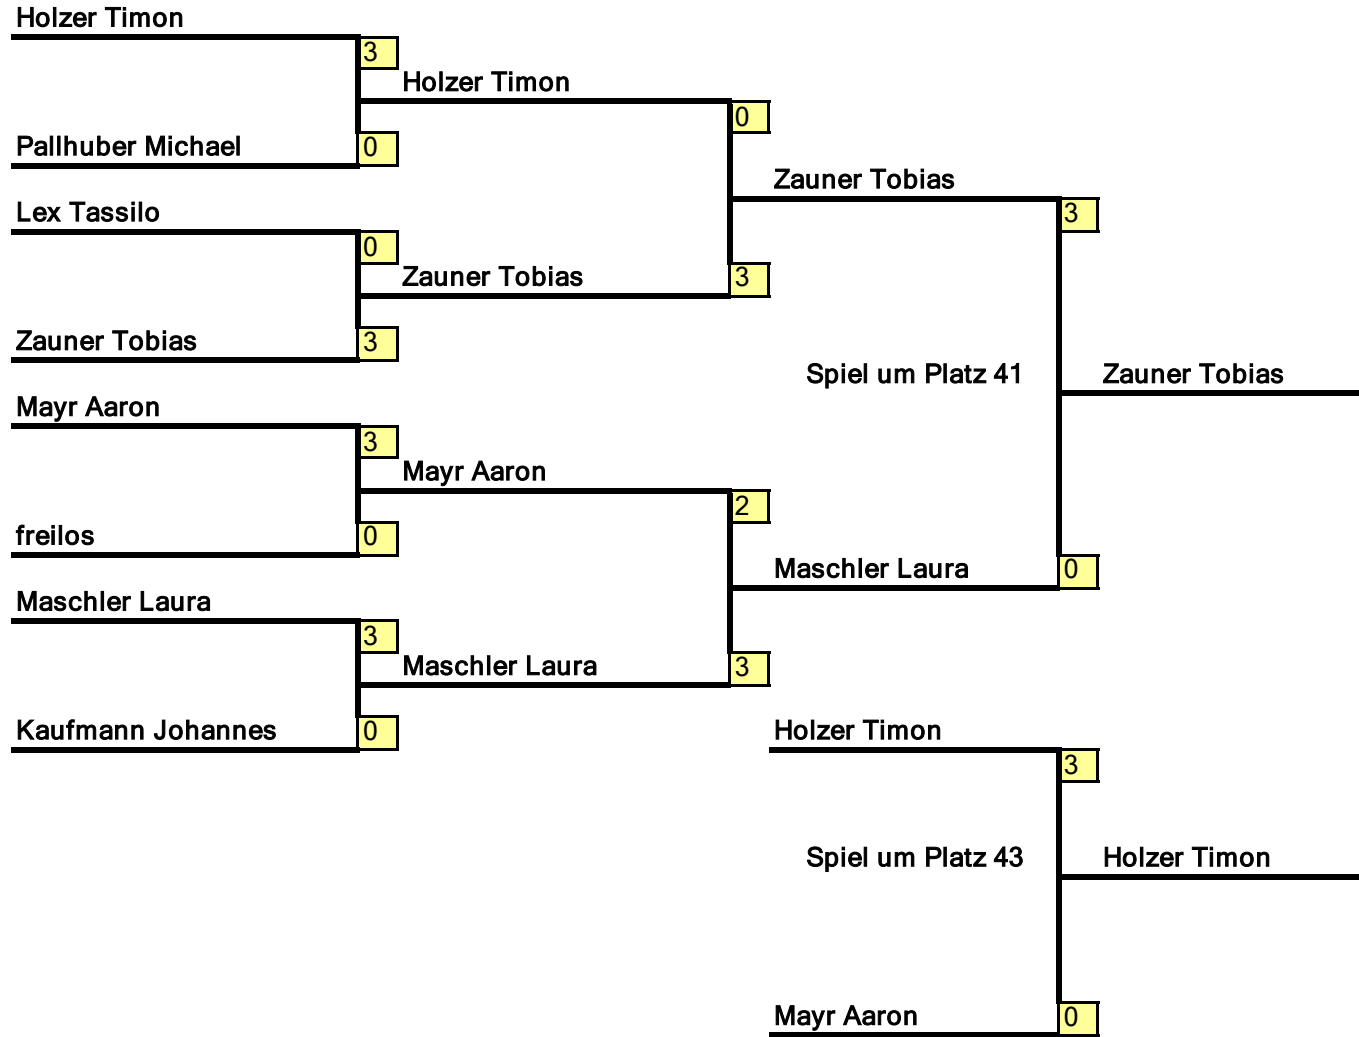 Holzer Timon
3
Holzer Timon
0
Pallhuber Michael
0
Zauner Tobias
3
Lex Tassilo
0
Zauner Tobias
3
Zauner Tobias
3
Spiel um Platz 41
Zauner Tobias
Mayr Aaron
3
Mayr Aaron
2
freilos
0
Maschler Laura
0
Maschler Laura
3
Maschler Laura
3
Kaufmann Johannes
0
Holzer Timon
3
Spiel um Platz 43
Holzer Timon
Mayr Aaron
0